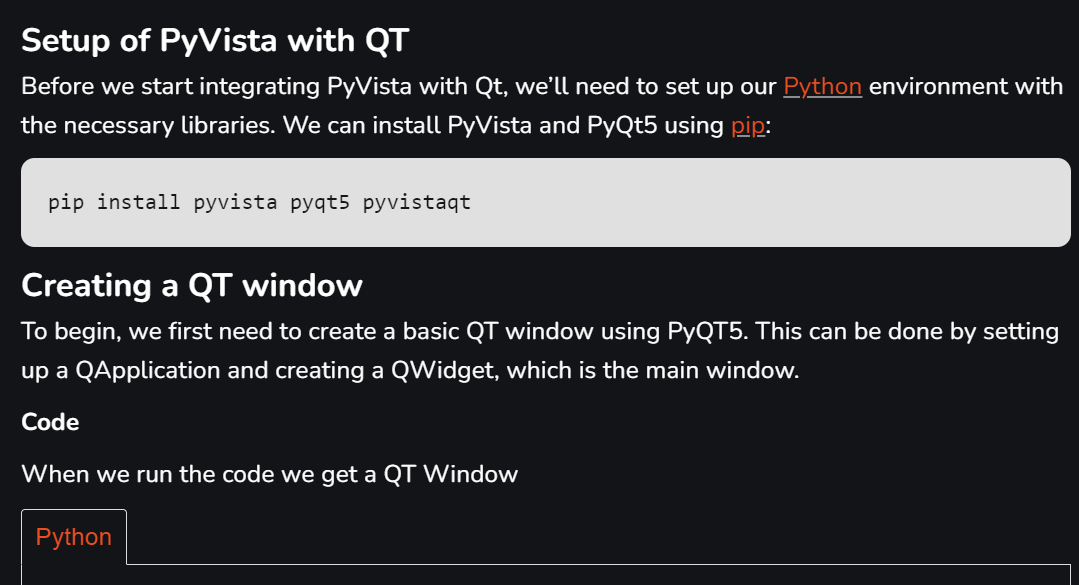 Setup of PyVista with QT
Before we start integrating PyVista with Qt, we’ll need to set up our Python environment with
the necessary libraries. We can install PyVista and PyQt5 using pip:
pip install pyvista pyqt5 pyvistaqt
Creating a QT window
To begin, we first need to create a basic QT window using PyQT5. This can be done by setting
up a QApplication and creating a QWidget, which is the main window.
Code
When we run the code we get a QT Window
Python